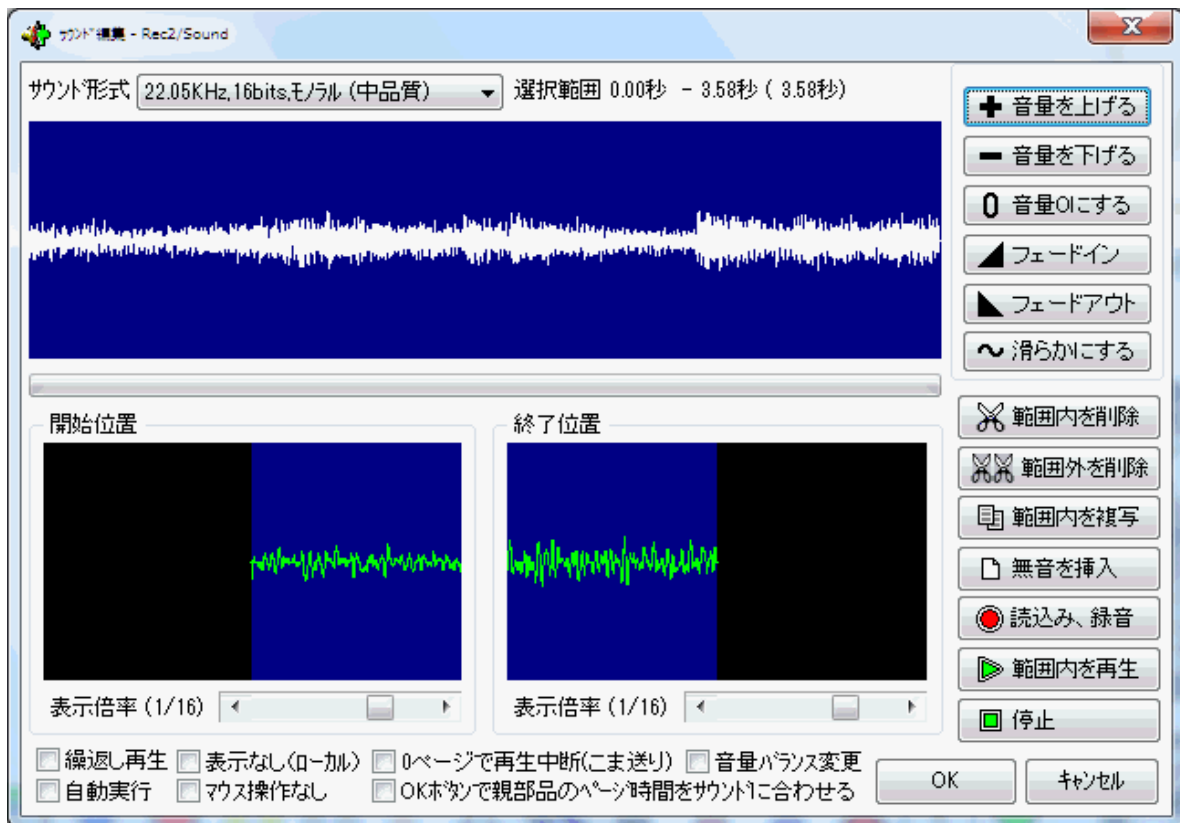 ｻｳﾝﾄﾞ編集 - Rec2/Sound
サウンド形式 22.05KHz,16bits,モノラル (中品質) 選択範囲 0.00秒 - 3.58秒 ( 3.58秒)
音量を上げる
音量を下げる
0 音量0にする
フェードイン
フェードアウト
滑らかにする
開始位置
終了位置
範囲内を削除
範囲外を削除
範囲内を複写
無音を挿入
読込み、録音
範囲内を再生
停止
表示倍率 (1/16)
表示倍率 (1/16)
繰返し再生 表示なし(ローカル) 0ページで再生中断(こま送り) 音量バランス変更
自動実行 マウス操作なし OKボタンで親部品のページ時間をサウンドに合わせる
OK キャンセル